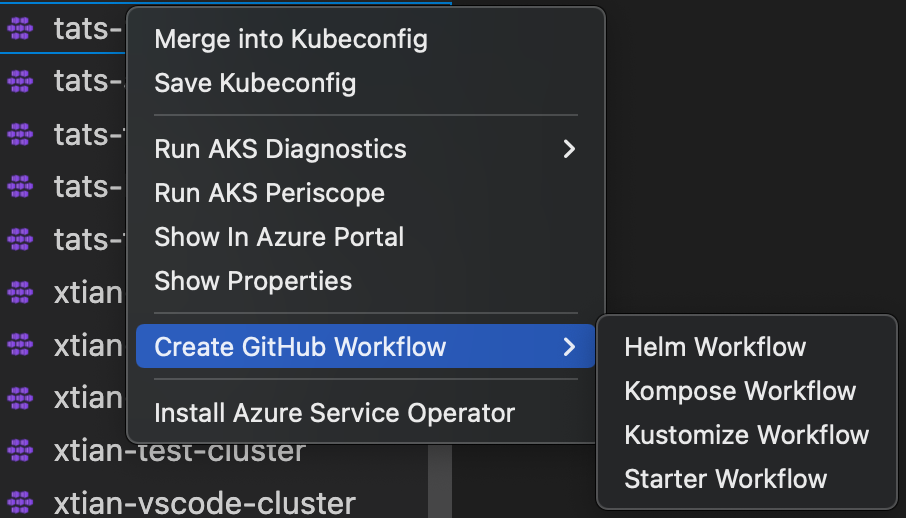 tats-
tats-
tats-
tats-
tats-
xtian
xtian
xtian
xtian-test-cluster
xtian-vscode-cluster
Merge into Kubeconfig
Save Kubeconfig
Run AKS Diagnostics
Run AKS Periscope
Show In Azure Portal
Show Properties
Create GitHub Workflow
Install Azure Service Operator
Helm Workflow
Kompose Workflow
Kustomize Workflow
Starter Workflow